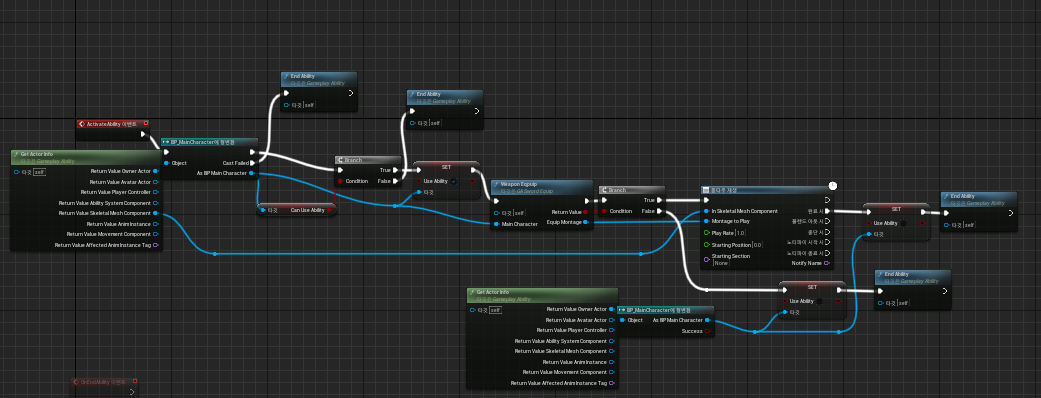 End Ability
타깃은 Gameplay Ability
타깃 self
End Ability
타깃은 Gameplay Ability
타깃 self
ActivateAbility 이벤트
Get Actor Info
타깃은 Gameplay Ability
타깃 self
Return Value Owner Actor
Return Value Avatar Actor
Return Value Player Controller
Return Value Ability System Component
Return Value Skeletal Mesh Component
Return Value Anim Instance
Return Value Movement Component
Return Value Affected Anim Instance Tag
BP_MainCharacter에 형변환
Object
Cast Failed
As BP Main Character
Can Use Ability
Branch
True
Condition
False
SET
Use Ability
타깃
Weapon Eqquip
타깃 self
Return Value
Main Character
Equip Montage
Branch
True
Condition
False
몽타주 재생
In Skeletal Mesh Component
완료 시
Montage to Play
블렌드 아웃 시
Play Rate 1.0
중단 시
Starting Position 0.0
노티파이 시작 시
Starting Section
노티파이 종료 시
None
Notify Name
SET
Use Ability
타깃
End Ability
타깃은 Gameplay Ability
타깃 self
SET
Use Ability
타깃
End Ability
타깃은 Gameplay Ability
타깃 self
Get Actor Info
타깃은 Gameplay Ability
타깃 self
Return Value Owner Actor
Return Value Avatar Actor
Return Value Player Controller
Return Value Ability System Component
Return Value Skeletal Mesh Component
Return Value Anim Instance
Return Value Movement Component
Return Value Affected Anim Instance Tag
BP_MainCharacter에 형변환
Object
As BP Main Character
Success
OnEndAbility 이벤트